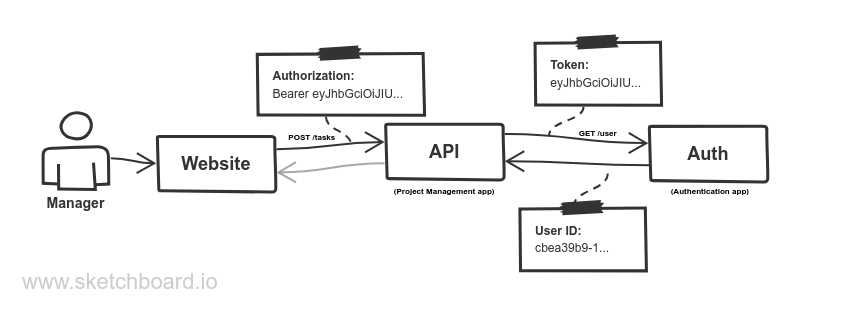 Authorization:
Bearer eyJhbGciOiJIU...
Token:
eyJhbGciOiJIU...
POST /tasks
GET /user
Website
API
Auth
(Project Management app)
(Authentication app)
Manager
User ID:
cbea39b9-1...
www.sketchboard.io